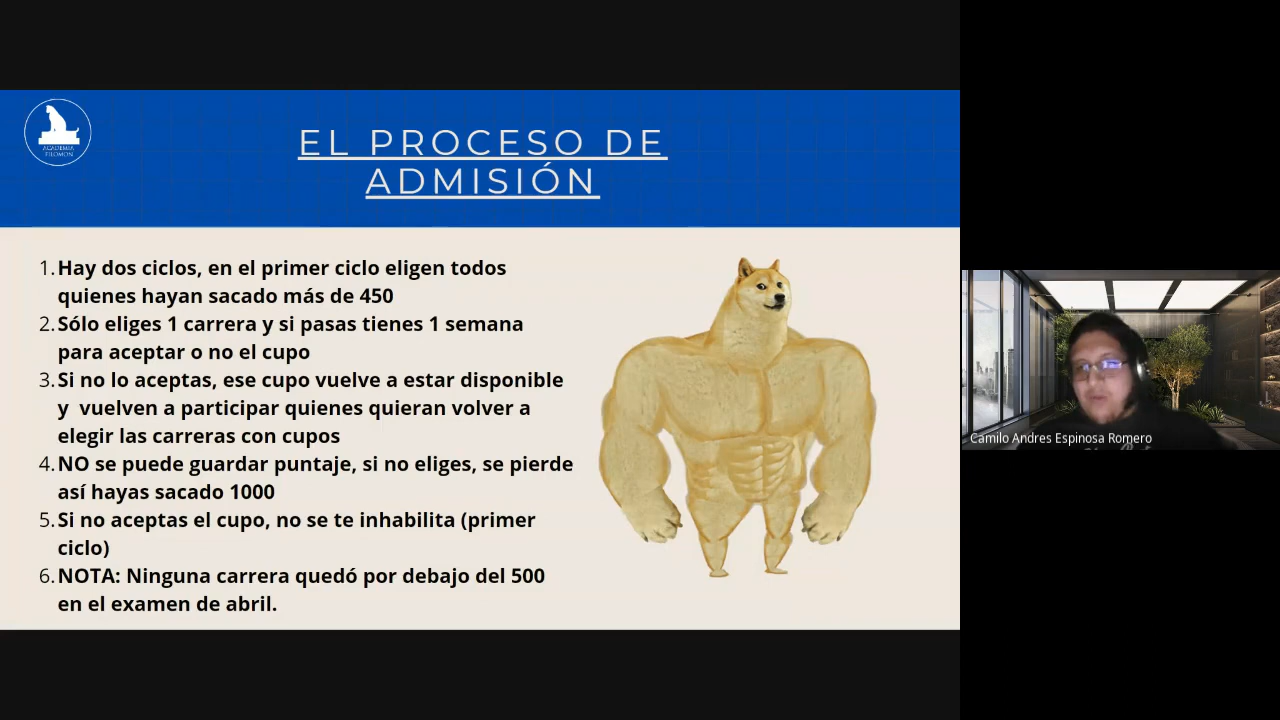 ACADEMIA
FILOMON
EL PROCESO DE
ADMISIÓN
1. Hay dos ciclos, en el primer ciclo eligen todos
quienes hayan sacado más de 450
2. Sólo eliges 1 carrera y si pasas tienes 1 semana
para aceptar o no el cupo
3. Si no lo aceptas, ese cupo vuelve a estar disponible
y vuelven a participar quienes quieran volver a
elegir las carreras con cupos
4. NO se puede guardar puntaje, si no eliges, se pierde
así hayas sacado 1000
5. Si no aceptas el cupo, no se te inhabilita (primer
ciclo)
6. NOTA: Ninguna carrera quedó por debajo del 500
en el examen de abril.
Camilo Andres Espinosa Romero